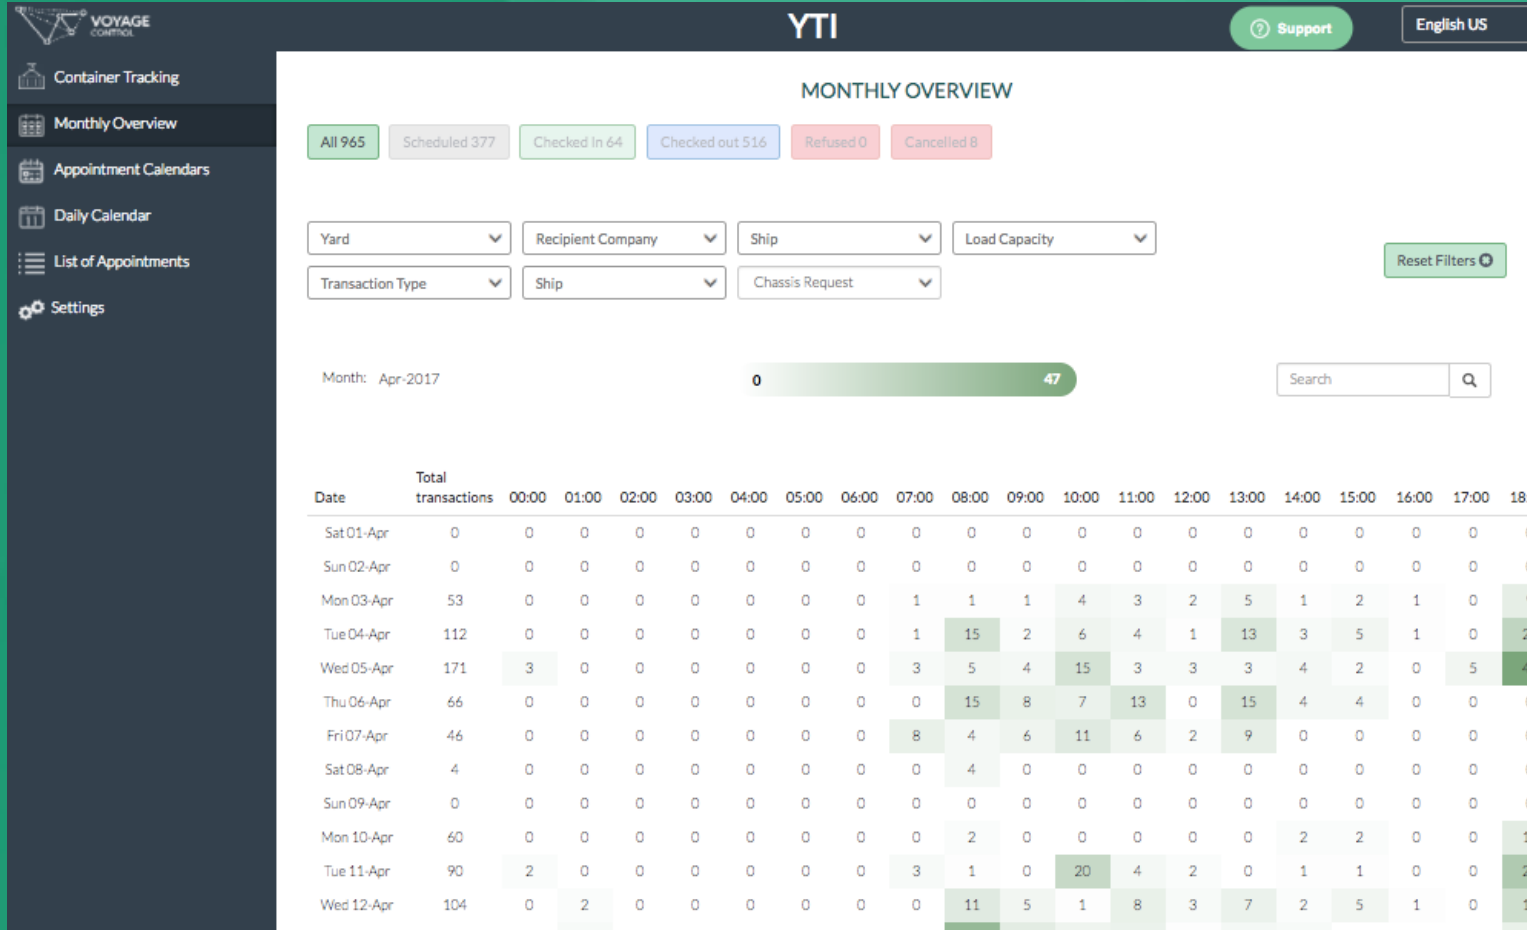 VOYAGE
CONTROL
YTI
Support
English US
Container Tracking
Monthly Overview
Appointment Calendars
Daily Calendar
List of Appointments
Settings
MONTHLY OVERVIEW
All 965 Scheduled 377 Checked In 64 Checked out 516 Refused 0 Cancelled 8
Yard Recipient Company Ship Load Capacity
Reset Filters
Transaction Type Ship Chassis Request
Month: Apr-2017 0 47 Search
Total
Date transactions 00:00 01:00 02:00 03:00 04:00 05:00 06:00 07:00 08:00 09:00 10:00 11:00 12:00 13:00 14:00 15:00 16:00 17:00 18:
Sat 01-Apr 0 0 0 0 0 0 0 0 0 0 0 0 0 0 0 0 0 0 0
Sun 02-Apr 0 0 0 0 0 0 0 0 0 0 0 0 0 0 0 0 0 0 0
Mon 03-Apr 53 0 0 0 0 0 0 0 1 1 1 4 3 2 5 1 2 1 0
Tue 04-Apr 112 0 0 0 0 0 0 0 1 15 2 6 4 1 13 3 5 1 0 2
Wed 05-Apr 171 3 0 0 0 0 0 0 3 5 4 15 3 3 3 4 2 0 5 4
Thu 06-Apr 66 0 0 0 0 0 0 0 0 15 8 7 13 0 15 4 4 0 0
Fri 07-Apr 46 0 0 0 0 0 0 0 8 4 6 11 6 2 9 0 0 0 0
Sat 08-Apr 4 0 0 0 0 0 0 0 0 4 0 0 0 0 0 0 0 0 0
Sun 09-Apr 0 0 0 0 0 0 0 0 0 0 0 0 0 0 0 0 0 0 0
Mon 10-Apr 60 0 0 0 0 0 0 0 0 2 0 0 0 0 0 2 2 0 0 1
Tue 11-Apr 90 2 0 0 0 0 0 0 3 1 0 20 4 2 0 1 1 0 0 2
Wed 12-Apr 104 0 2 0 0 0 0 0 0 11 5 1 8 3 7 2 5 1 0 1